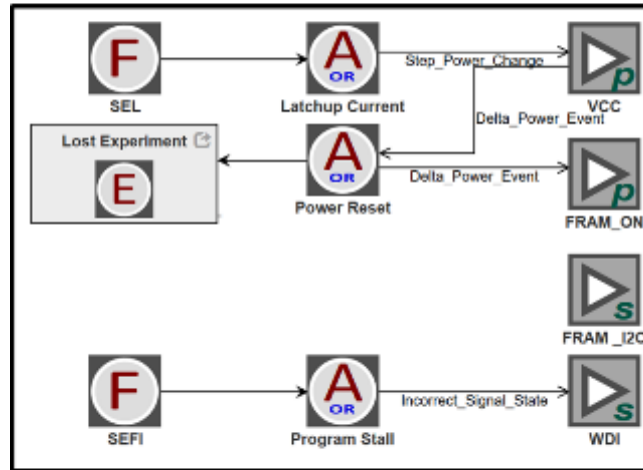 F
A
OR
Step_Power_Change
p
SEL
Latchup Current
VCC
Delta_Power_Event
Lost Experiment
E
A
OR
Delta_Power_Event
p
Power Reset
FRAM_ON
s
FRAM _I2C
F
A
OR
Incorrect_Signal_State
s
SEFI
Program Stall
WDI